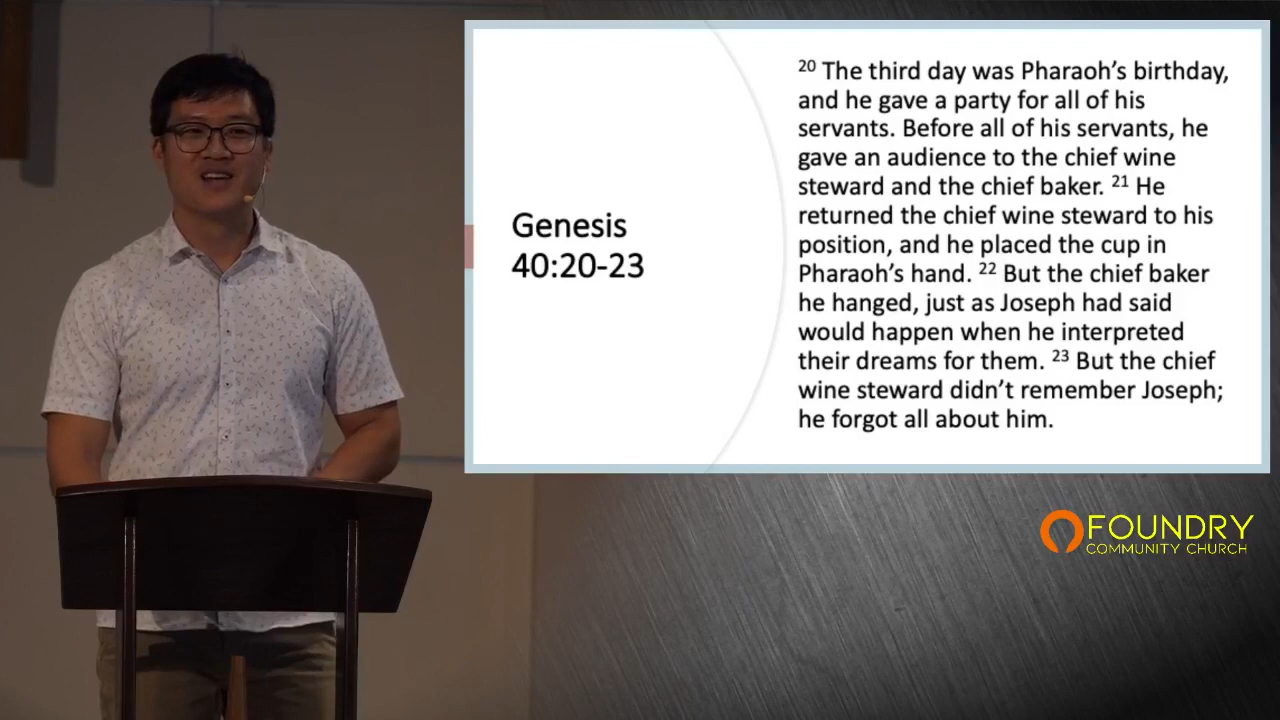 Genesis
40:20-23
20 The third day was Pharaoh’s birthday,
and he gave a party for all of his
servants. Before all of his servants, he
gave an audience to the chief wine
steward and the chief baker. 21 He
returned the chief wine steward to his
position, and he placed the cup in
Pharaoh’s hand. 22 But the chief baker
he hanged, just as Joseph had said
would happen when he interpreted
their dreams for them. 23 But the chief
wine steward didn’t remember Joseph;
he forgot all about him.
FOUNDRY
COMMUNITY CHURCH